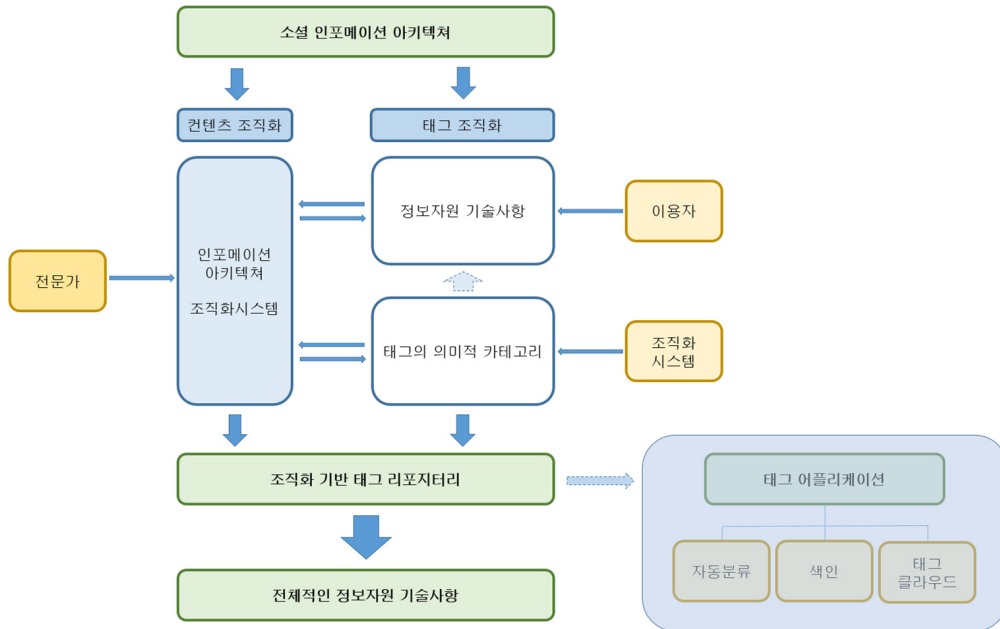 소셜 인포메이션 아키텍쳐
컨텐츠 조직화
태그 조직화
정보자원 기술사항
이용자
전문가
인포메이션
아키텍쳐
조직화시스템
태그의 의미적 카테고리
조직화
시스템
조직화 기반 태그 리포지터리
태그 어플리케이션
자동분류
색인
태그
클라우드
전체적인 정보자원 기술사항